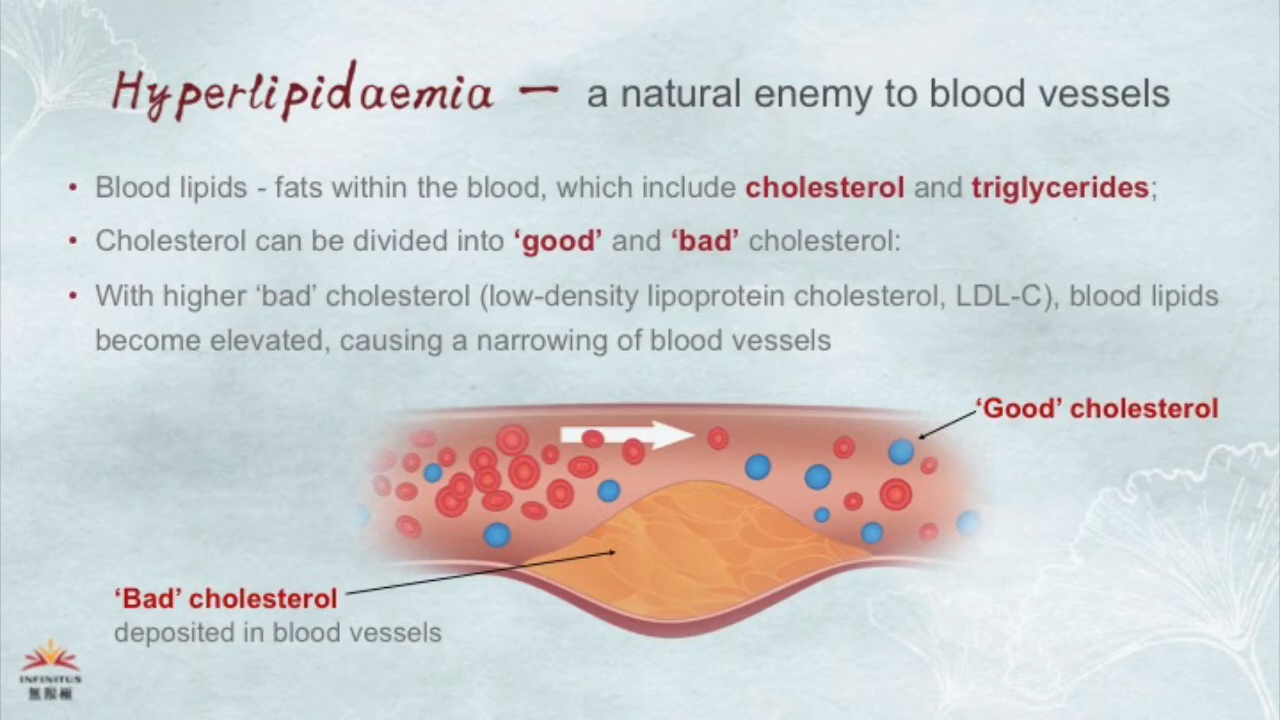 Hyperlipidaemia – a natural enemy to blood vessels
• Blood lipids - fats within the blood, which include cholesterol and triglycerides;
• Cholesterol can be divided into ‘good’ and ‘bad’ cholesterol:
• With higher ‘bad’ cholesterol (low-density lipoprotein cholesterol, LDL-C), blood lipids
become elevated, causing a narrowing of blood vessels
‘Good’ cholesterol
‘Bad’ cholesterol
deposited in blood vessels
INFINITUS
無限極